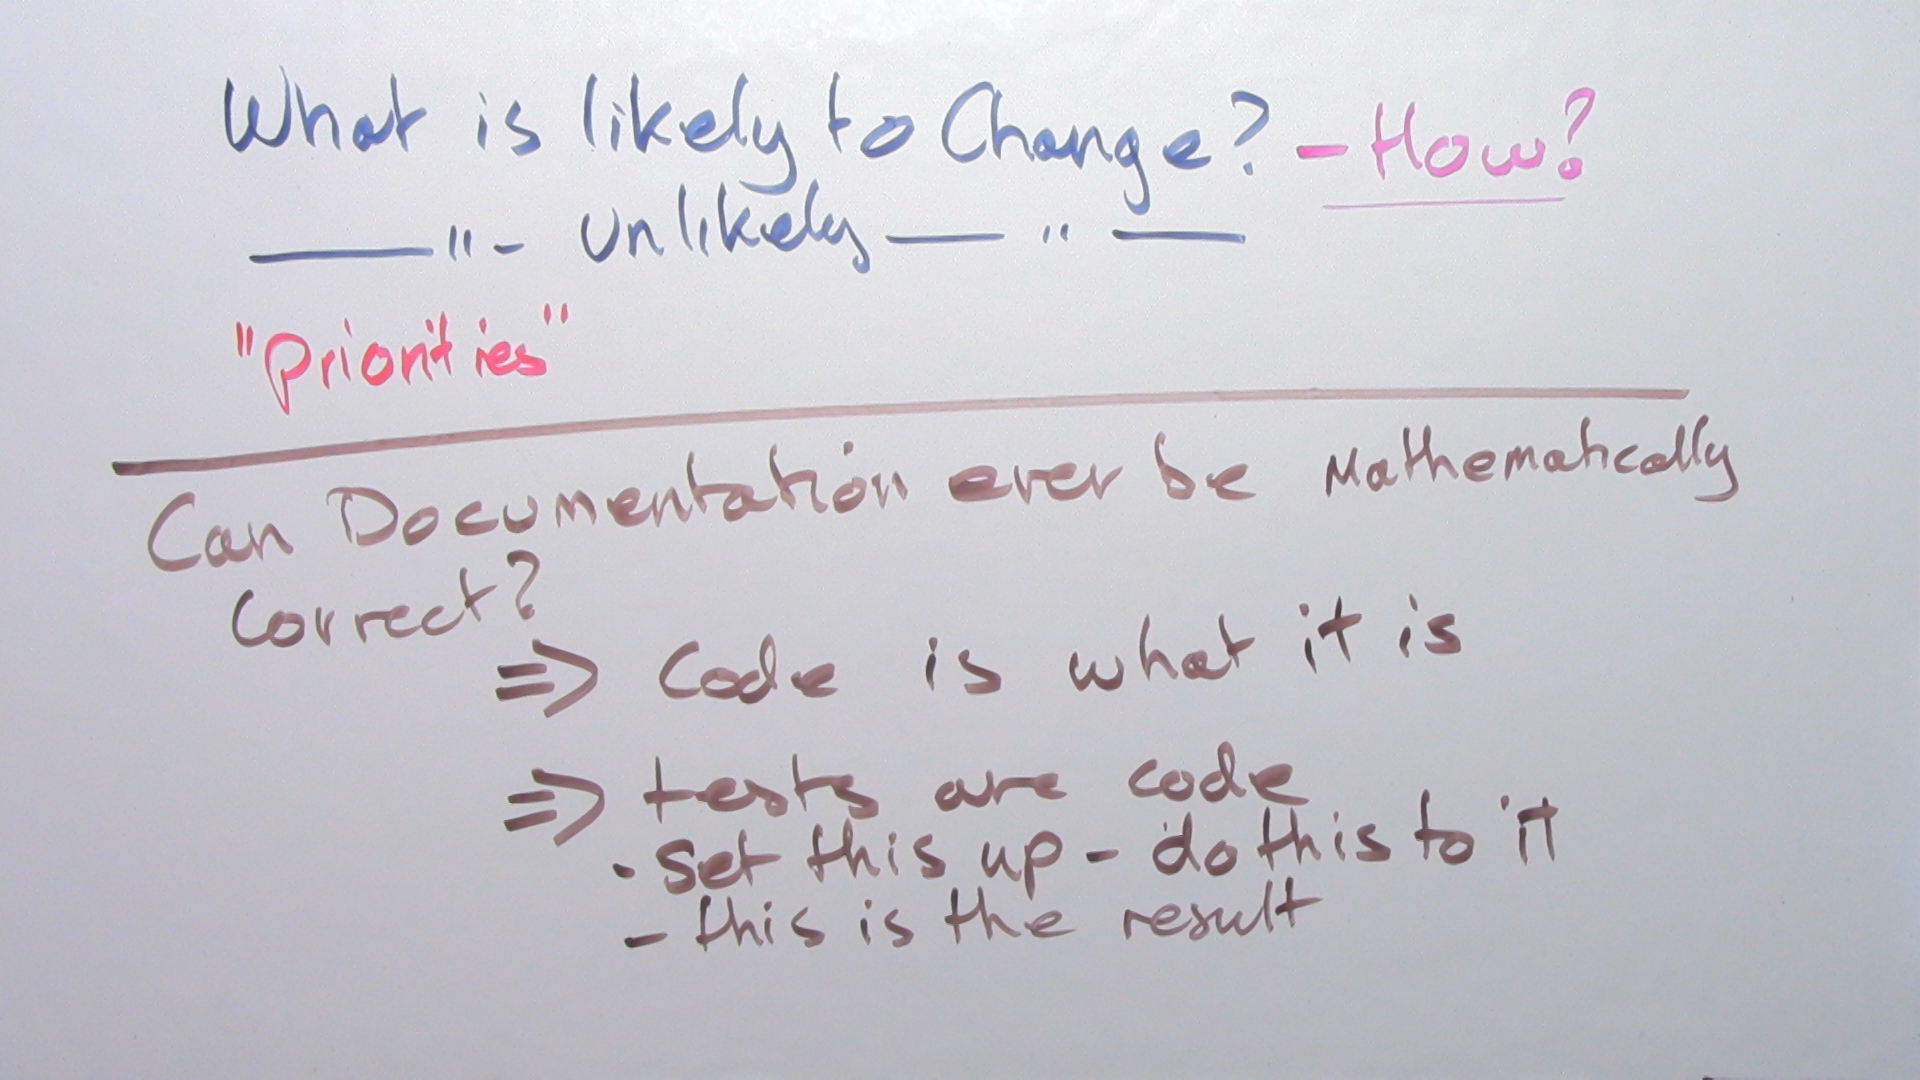 What is likely to Change? - How?
—"- unlikely — " —
"Priorities"
Can Documentation ever be Mathematically
Correct?
=> Code is what it is
=> tests are code
- Set this up - do this to it
- this is the result